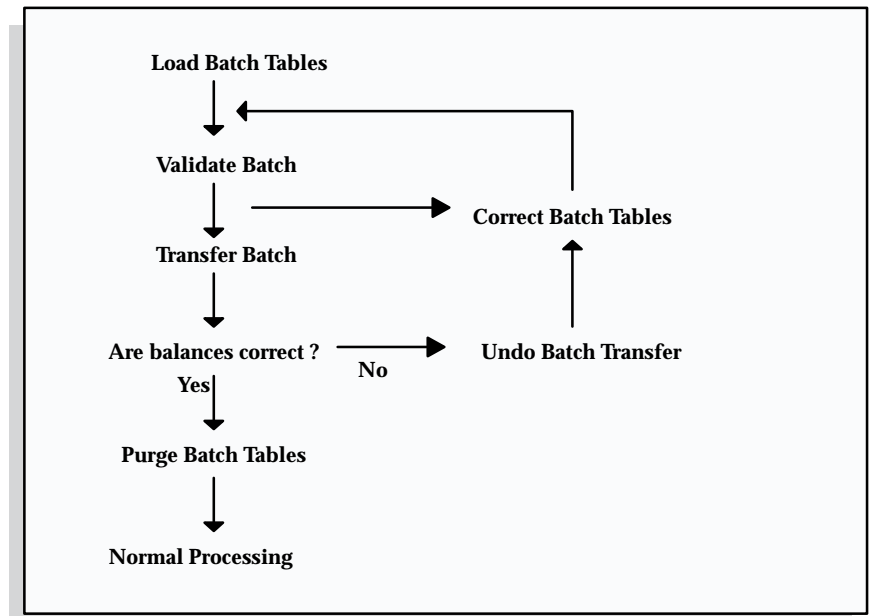 Load Batch Tables
Validate Batch
Correct Batch Tables
Transfer Batch
Are balances correct ?
No
Undo Batch Transfer
Yes
Purge Batch Tables
Normal Processing